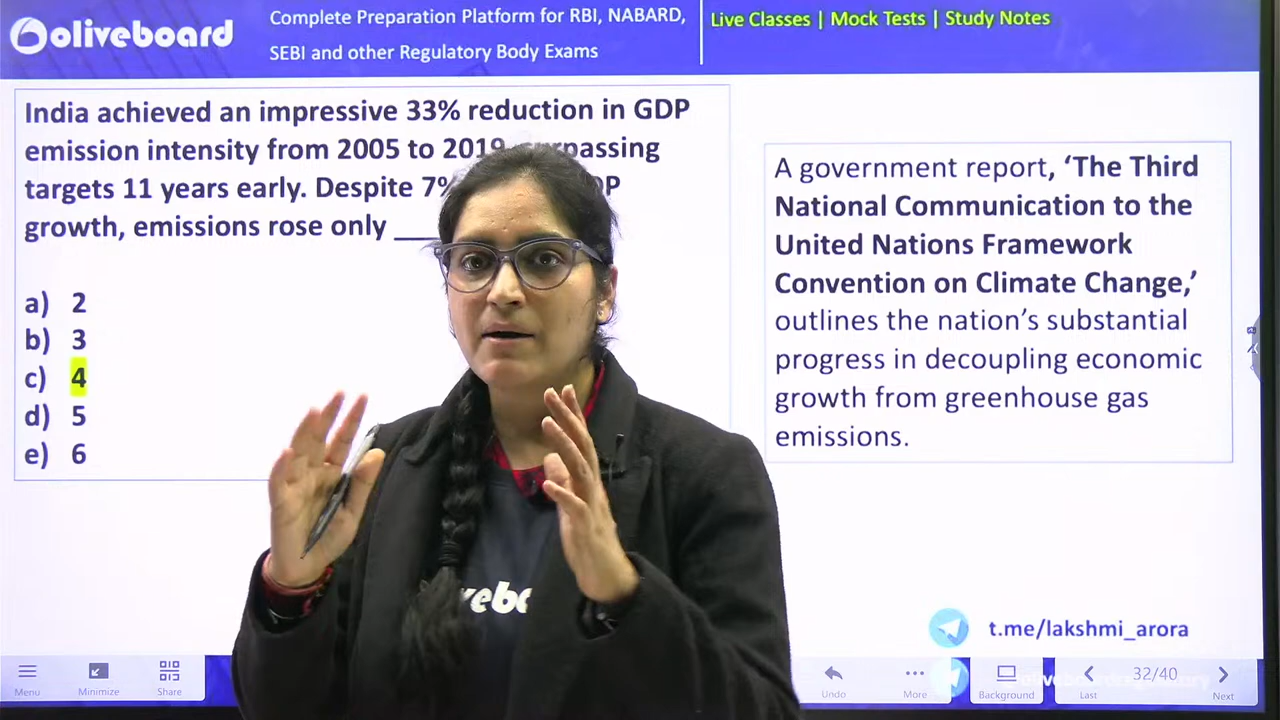 oliveboard
Complete Preparation Platform for RBI, NABARD,
SEBI and other Regulatory Body Exams
Live Classes | Mock Tests | Study Notes
India achieved an impressive 33% reduction in GDP
emission intensity from 2005 to 2019,
targets 11 years early. Despite 7%
growth, emissions rose only ___
a) 2
b) 3
c) 4
d) 5
e) 6
A government report, ‘The Third
National Communication to the
United Nations Framework
Convention on Climate Change,’
outlines the nation’s substantial
progress in decoupling economic
growth from greenhouse gas
emissions.
t.me/lakshmi_arora
Menu
Minimize
Share
Undo
More
Background
Last
32/40
Next